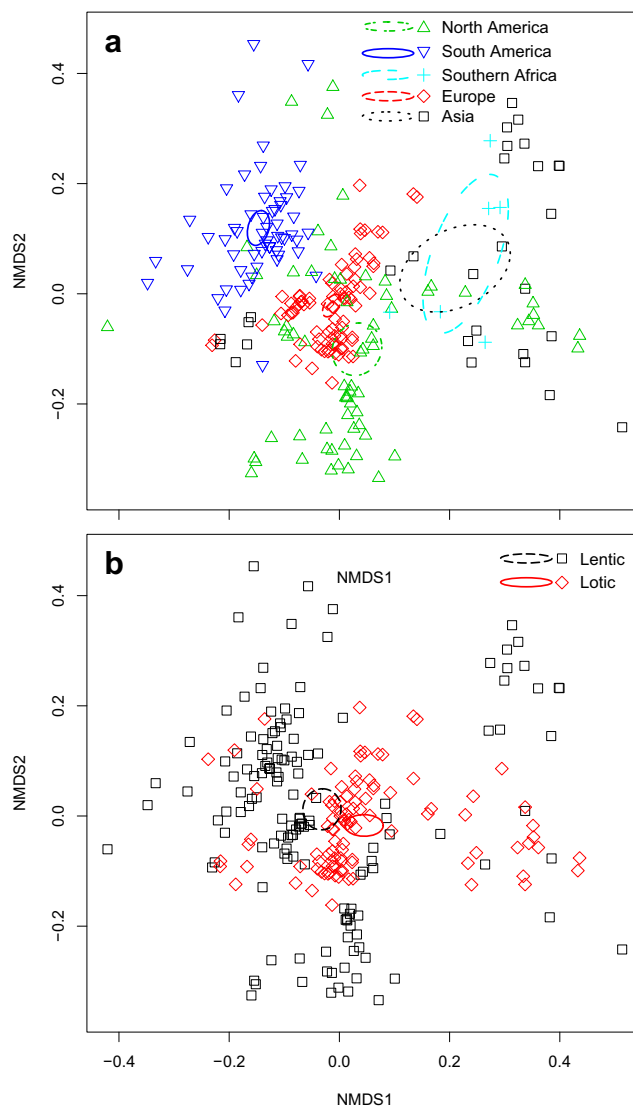 a
North America
South America
Southern Africa
Europe
Asia
0.4
0.2
0.0
−0.2
NMDS2
b
NMDS1
Lentic
Lotic
0.4
0.2
0.0
−0.2
NMDS2
−0.4 −0.2 0.0 0.2 0.4
NMDS1